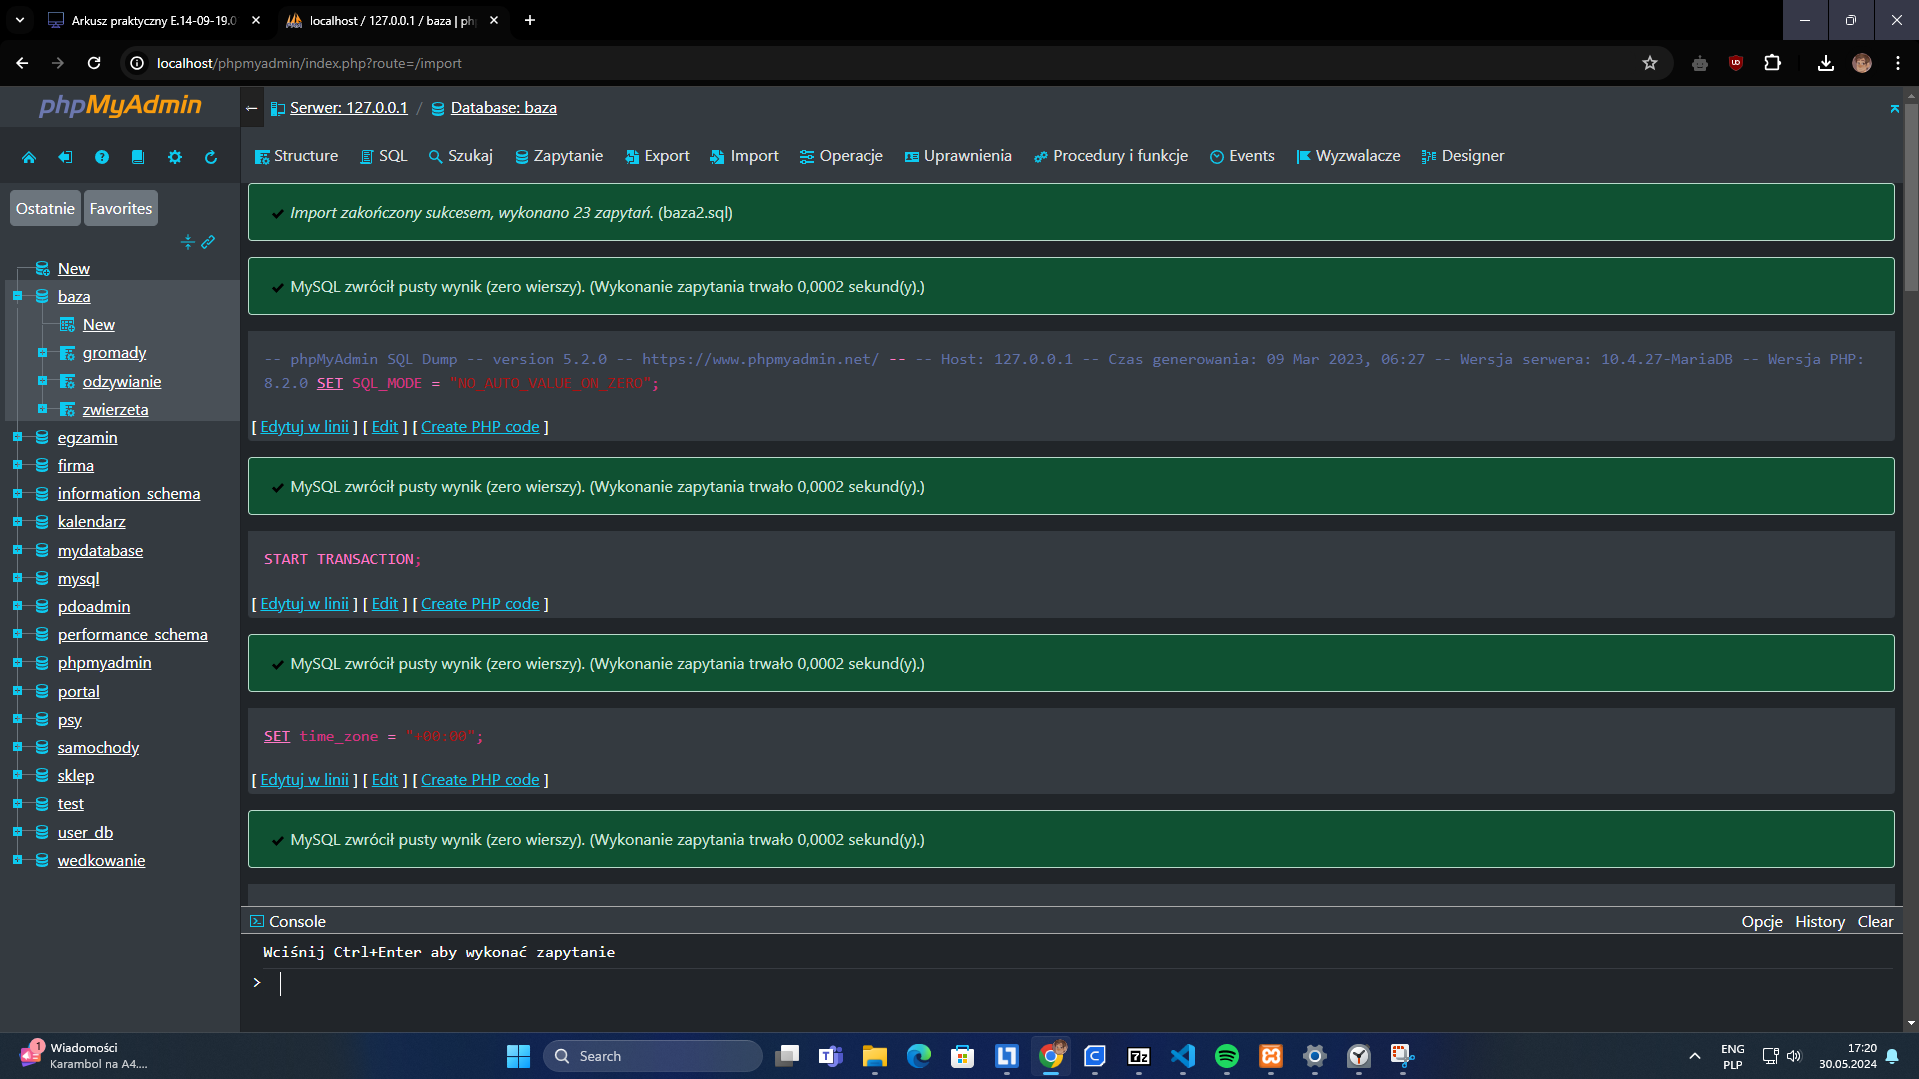 Arkusz praktyczny E.14-09-19.0
localhost / 127.0.0.1 / baza | ph
localhost/phpmyadmin/index.php?route=/import
phpMyAdmin
Serwer: 127.0.0.1 / Database: baza
Structure SQL Szukaj Zapytanie Export Import Operacje Uprawnienia Procedury i funkcje Events Wyzwalacze Designer
Ostatnie Favorites
New
baza
New
gromady
odzywianie
zwierzeta
egzamin
firma
information_schema
kalendarz
mydatabase
mysql
pdoadmin
performance_schema
phpmyadmin
portal
psy
samochody
sklep
test
user_db
wedkowanie
Import zakończony sukcesem, wykonano 23 zapytań. (baza2.sql)
MySQL zwrócił pusty wynik (zero wierszy). (Wykonanie zapytania trwało 0,0002 sekund(y).)
-- phpMyAdmin SQL Dump -- version 5.2.0 -- https://www.phpmyadmin.net/ -- -- Host: 127.0.0.1 -- Czas generowania: 09 Mar 2023, 06:27 -- Wersja serwera: 10.4.27-MariaDB -- Wersja PHP:
8.2.0 SET SQL_MODE = "NO_AUTO_VALUE_ON_ZERO";
[ Edytuj w linii ] [ Edit ] [ Create PHP code ]
MySQL zwrócił pusty wynik (zero wierszy). (Wykonanie zapytania trwało 0,0002 sekund(y).)
START TRANSACTION;
[ Edytuj w linii ] [ Edit ] [ Create PHP code ]
MySQL zwrócił pusty wynik (zero wierszy). (Wykonanie zapytania trwało 0,0002 sekund(y).)
SET time_zone = "+00:00";
[ Edytuj w linii ] [ Edit ] [ Create PHP code ]
MySQL zwrócił pusty wynik (zero wierszy). (Wykonanie zapytania trwało 0,0002 sekund(y).)
Console Opcje History Clear
Wciśnij Ctrl+Enter aby wykonać zapytanie
>
1 Wiadomości
Karambol na A4....
Search
ENG
PLP
17:20
30.05.2024